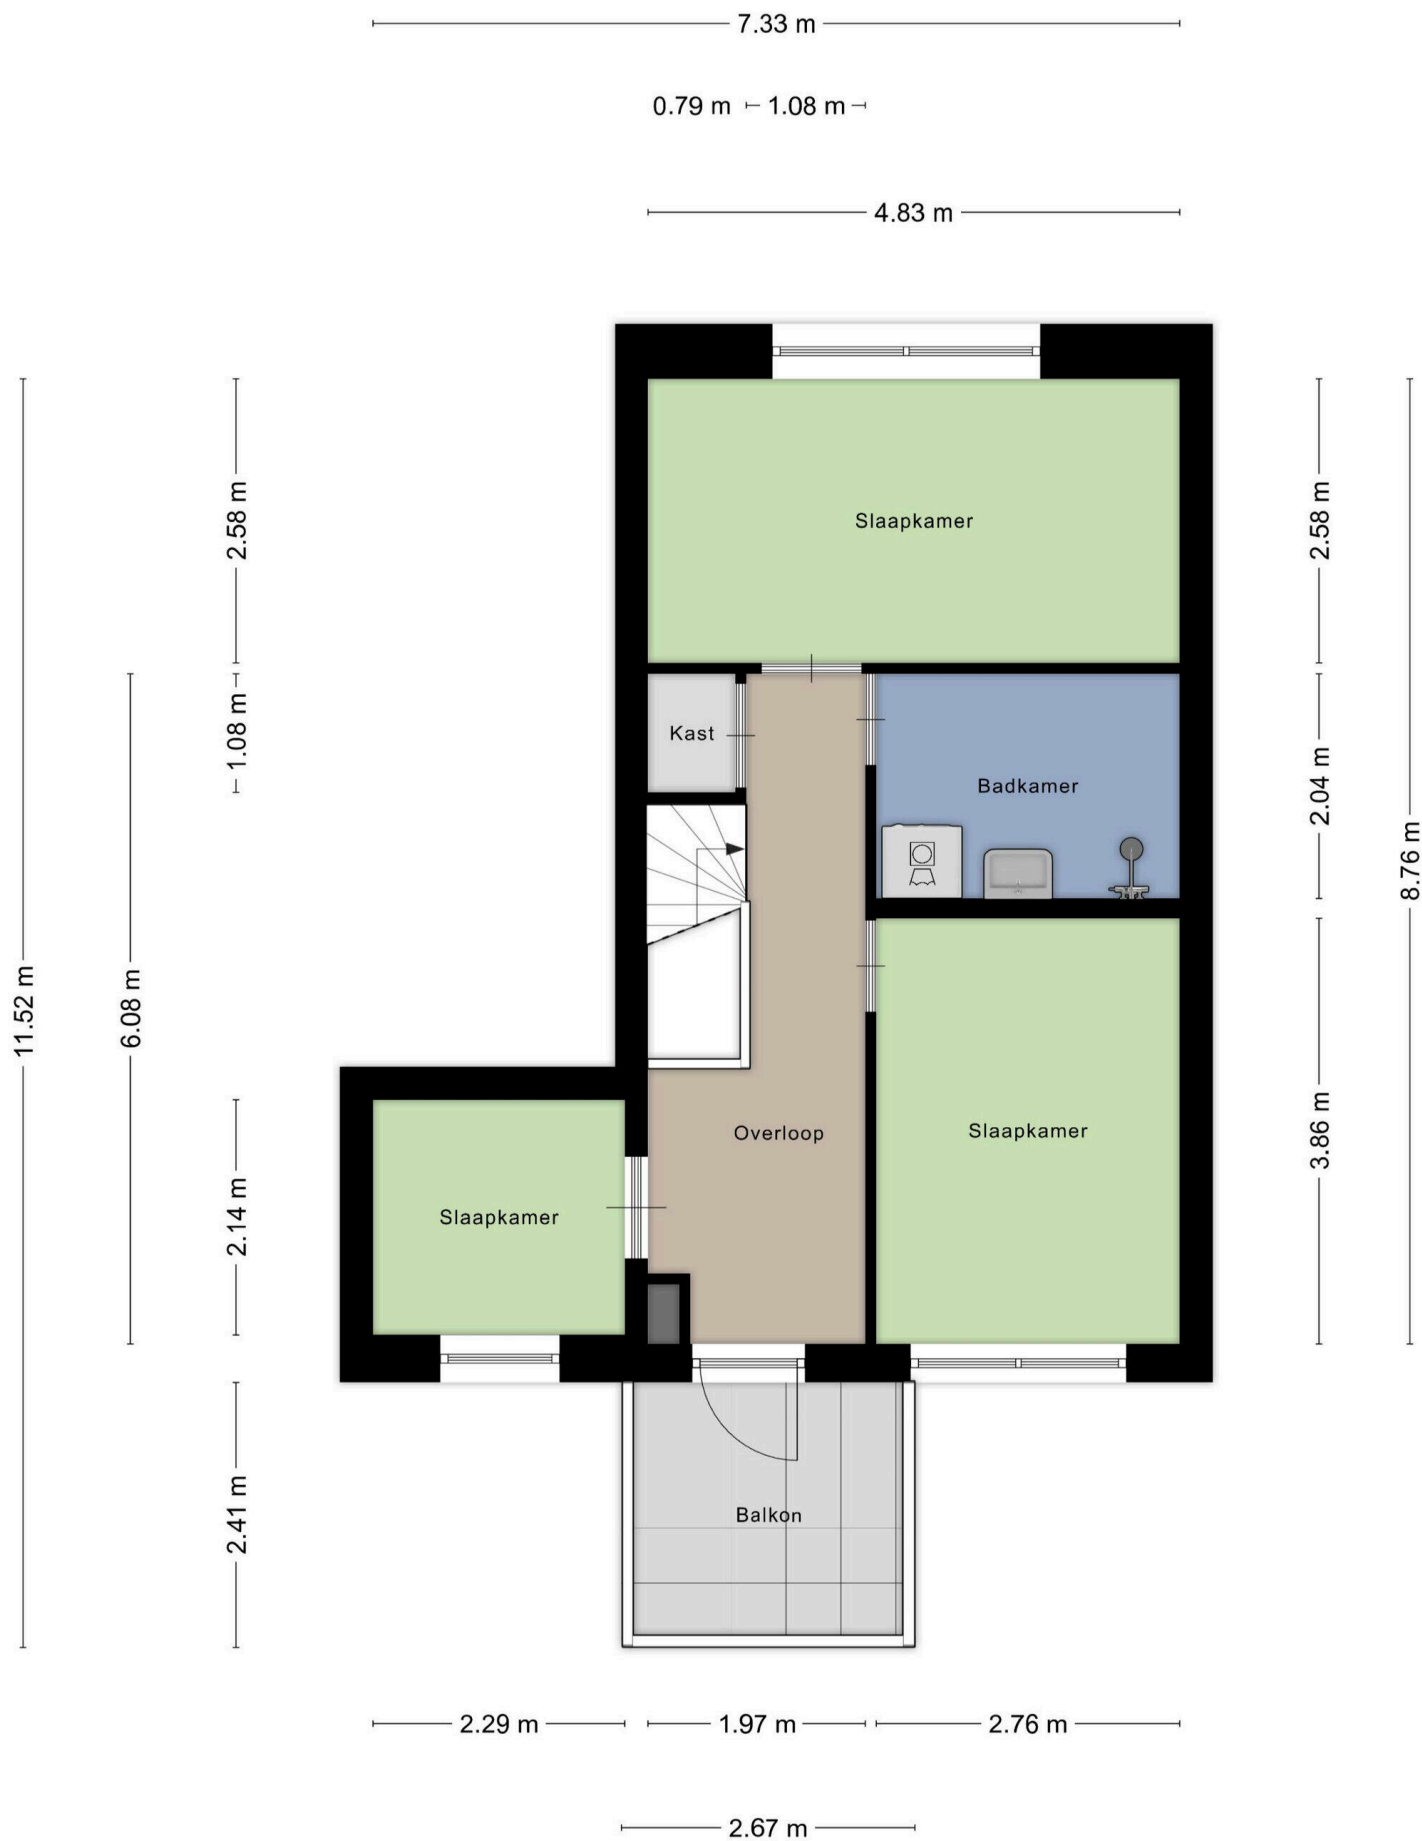 7.33 m
0.79 m
1.08 m
4.83 m
2.58 m
2.58 m
Slaapkamer
1.08 m
Kast
Badkamer
2.04 m
8.76 m
11.52 m
6.08 m
Overloop
Slaapkamer
3.86 m
2.14 m
Slaapkamer
2.41 m
Balkon
2.29 m
1.97 m
2.76 m
2.67 m